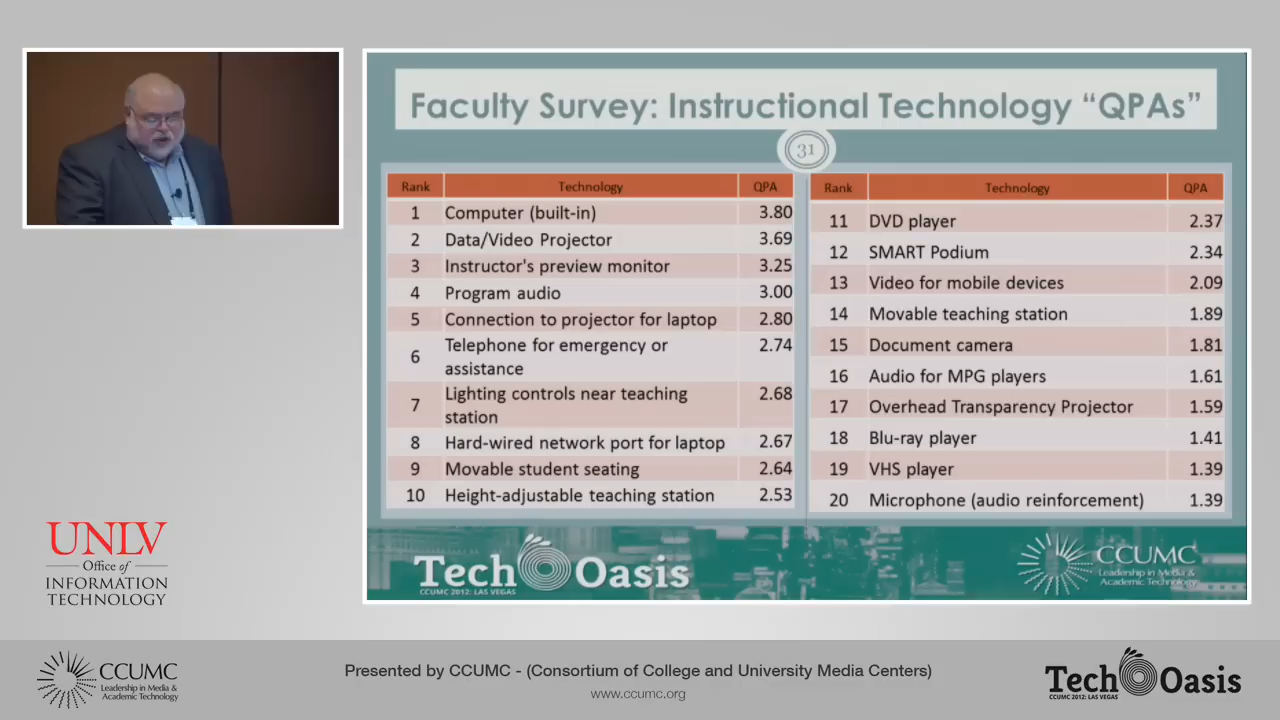 Faculty Survey: Instructional Technology “QPAs”
31
Rank Technology QPA
1 Computer (built-in) 3.80
2 Data/Video Projector 3.69
3 Instructor's preview monitor 3.25
4 Program audio 3.00
5 Connection to projector for laptop 2.80
6 Telephone for emergency or assistance 2.74
7 Lighting controls near teaching station 2.68
8 Hard-wired network port for laptop 2.67
9 Movable student seating 2.64
10 Height-adjustable teaching station 2.53
Rank Technology QPA
11 DVD player 2.37
12 SMART Podium 2.34
13 Video for mobile devices 2.09
14 Movable teaching station 1.89
15 Document camera 1.81
16 Audio for MPG players 1.61
17 Overhead Transparency Projector 1.59
18 Blu-ray player 1.41
19 VHS player 1.39
20 Microphone (audio reinforcement) 1.39
Tech Oasis
CCUMC 2012: LAS VEGAS
CCUMC
Leadership in Media &
Academic Technology
UNLV
Office of
INFORMATION
TECHNOLOGY
CCUMC
Leadership in Media &
Academic Technology
Presented by CCUMC - (Consortium of College and University Media Centers)
www.ccumc.org
Tech Oasis
CCUMC 2012: LAS VEGAS